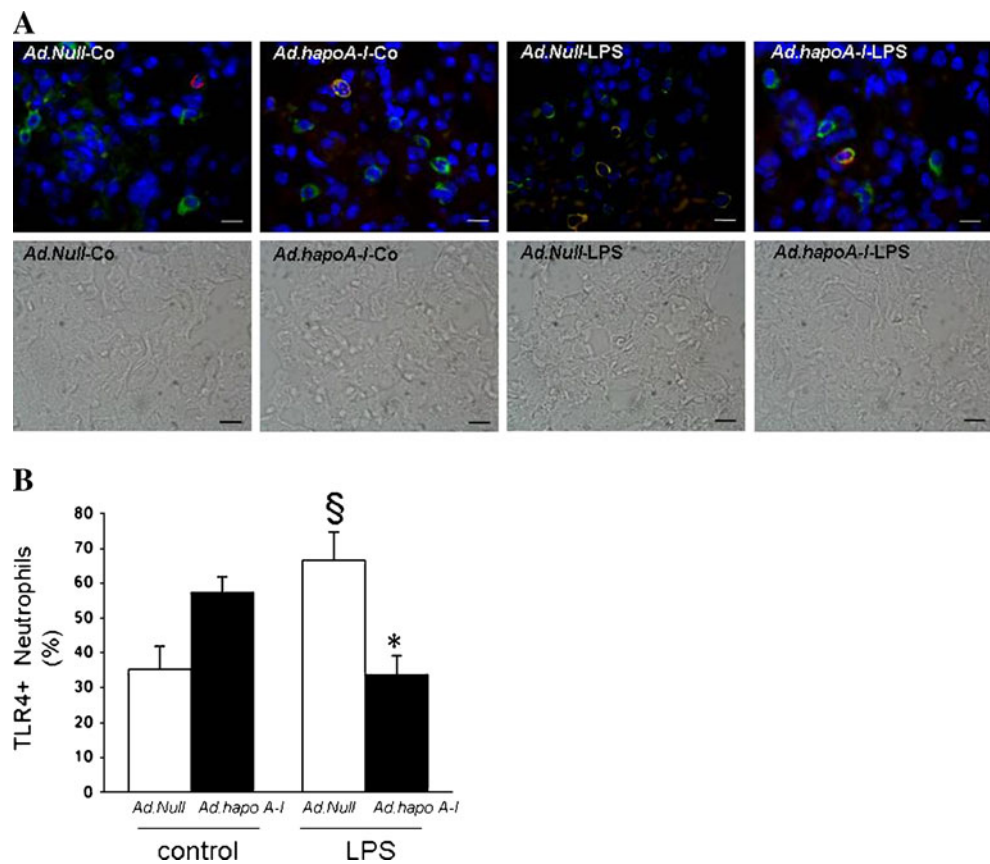 A
Ad.Null-Co Ad.hapoA-I-Co Ad.Null-LPS Ad.hapoA-I-LPS
Ad.Null-Co Ad.hapoA-I-Co Ad.Null-LPS Ad.hapoA-I-LPS
B
TLR4+ Neutrophils
(%)
80
70
60
50
40
30
20
10
0
§
*
Ad.Null Ad.hapo A-I Ad.Null Ad.hapo A-I
control LPS